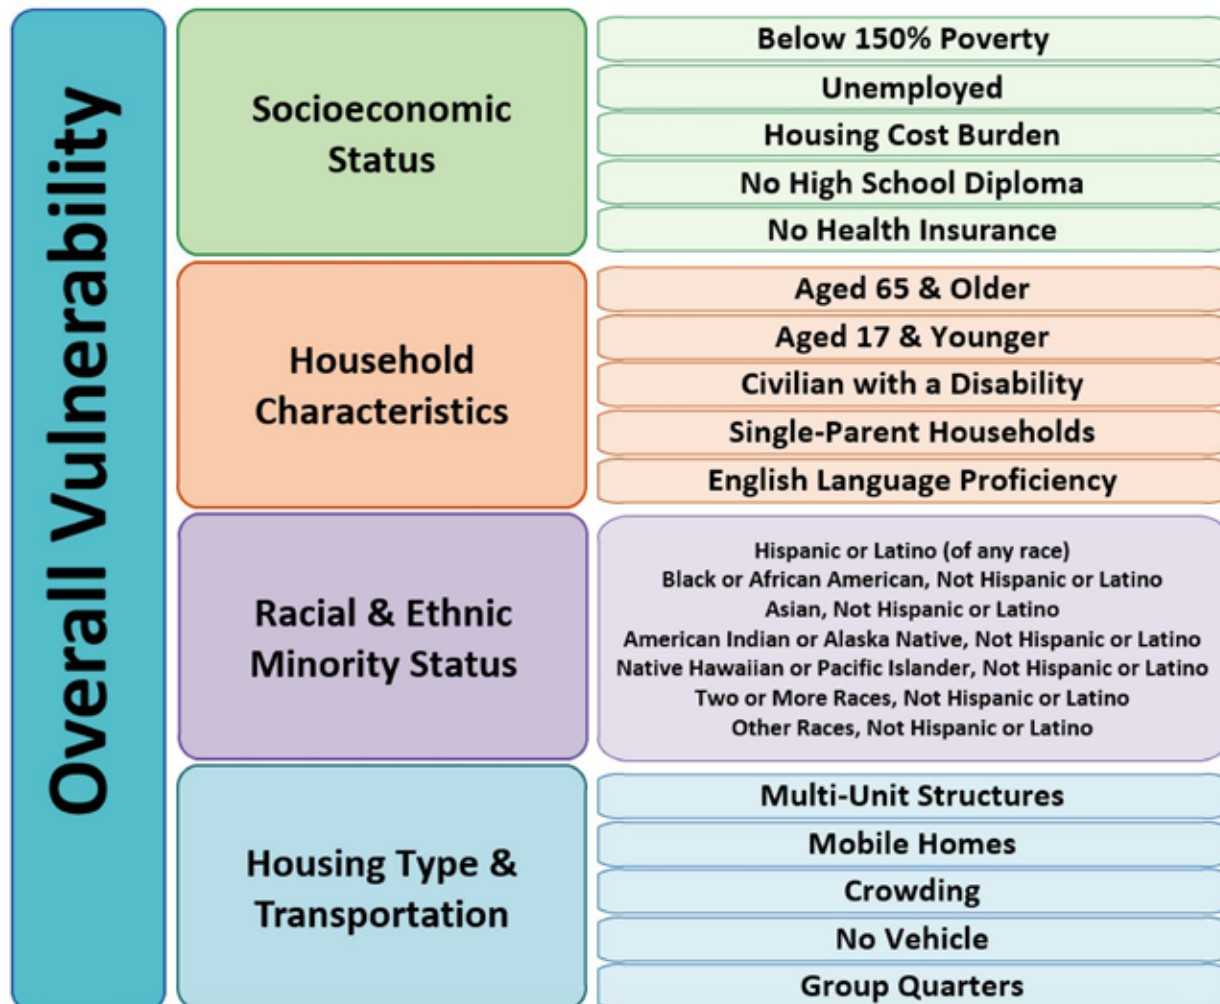 Overall Vulnerability
Socioeconomic
Status
Below 150% Poverty
Unemployed
Housing Cost Burden
No High School Diploma
No Health Insurance
Household
Characteristics
Aged 65 & Older
Aged 17 & Younger
Civilian with a Disability
Single-Parent Households
English Language Proficiency
Racial & Ethnic
Minority Status
Hispanic or Latino (of any race)
Black or African American, Not Hispanic or Latino
Asian, Not Hispanic or Latino
American Indian or Alaska Native, Not Hispanic or Latino
Native Hawaiian or Pacific Islander, Not Hispanic or Latino
Two or More Races, Not Hispanic or Latino
Other Races, Not Hispanic or Latino
Housing Type &
Transportation
Multi-Unit Structures
Mobile Homes
Crowding
No Vehicle
Group Quarters